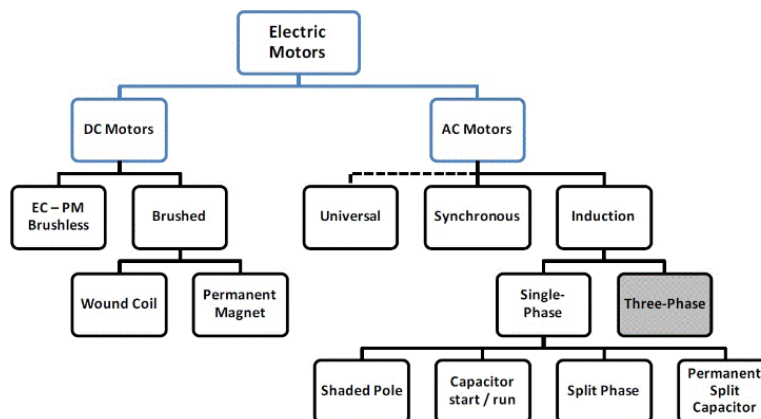 Electric
Motors
DC Motors
AC Motors
EC – PM
Brushless
Brushed
Universal
Synchronous
Induction
Wound Coil
Permanent
Magnet
Single-
Phase
Three-Phase
Shaded Pole
Capacitor
start / run
Split Phase
Permanent
Split
Capacitor